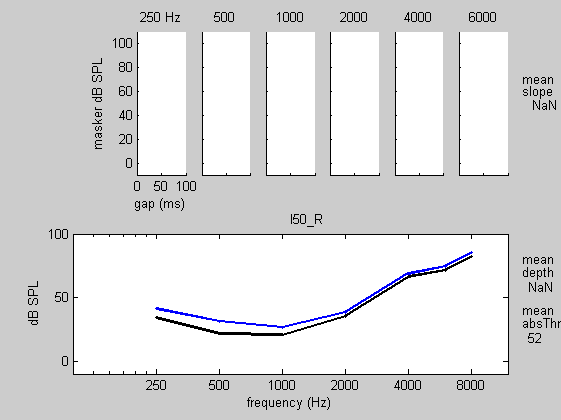 250 Hz 500 1000 2000 4000 6000
100
80
60
40
20
0
masker dB SPL
0 50 100
gap (ms)
mean
slope
NaN
I50_R
100
50
0
dB SPL
250 500 1000 2000 4000 8000
frequency (Hz)
mean
depth
NaN
mean
absThr
52